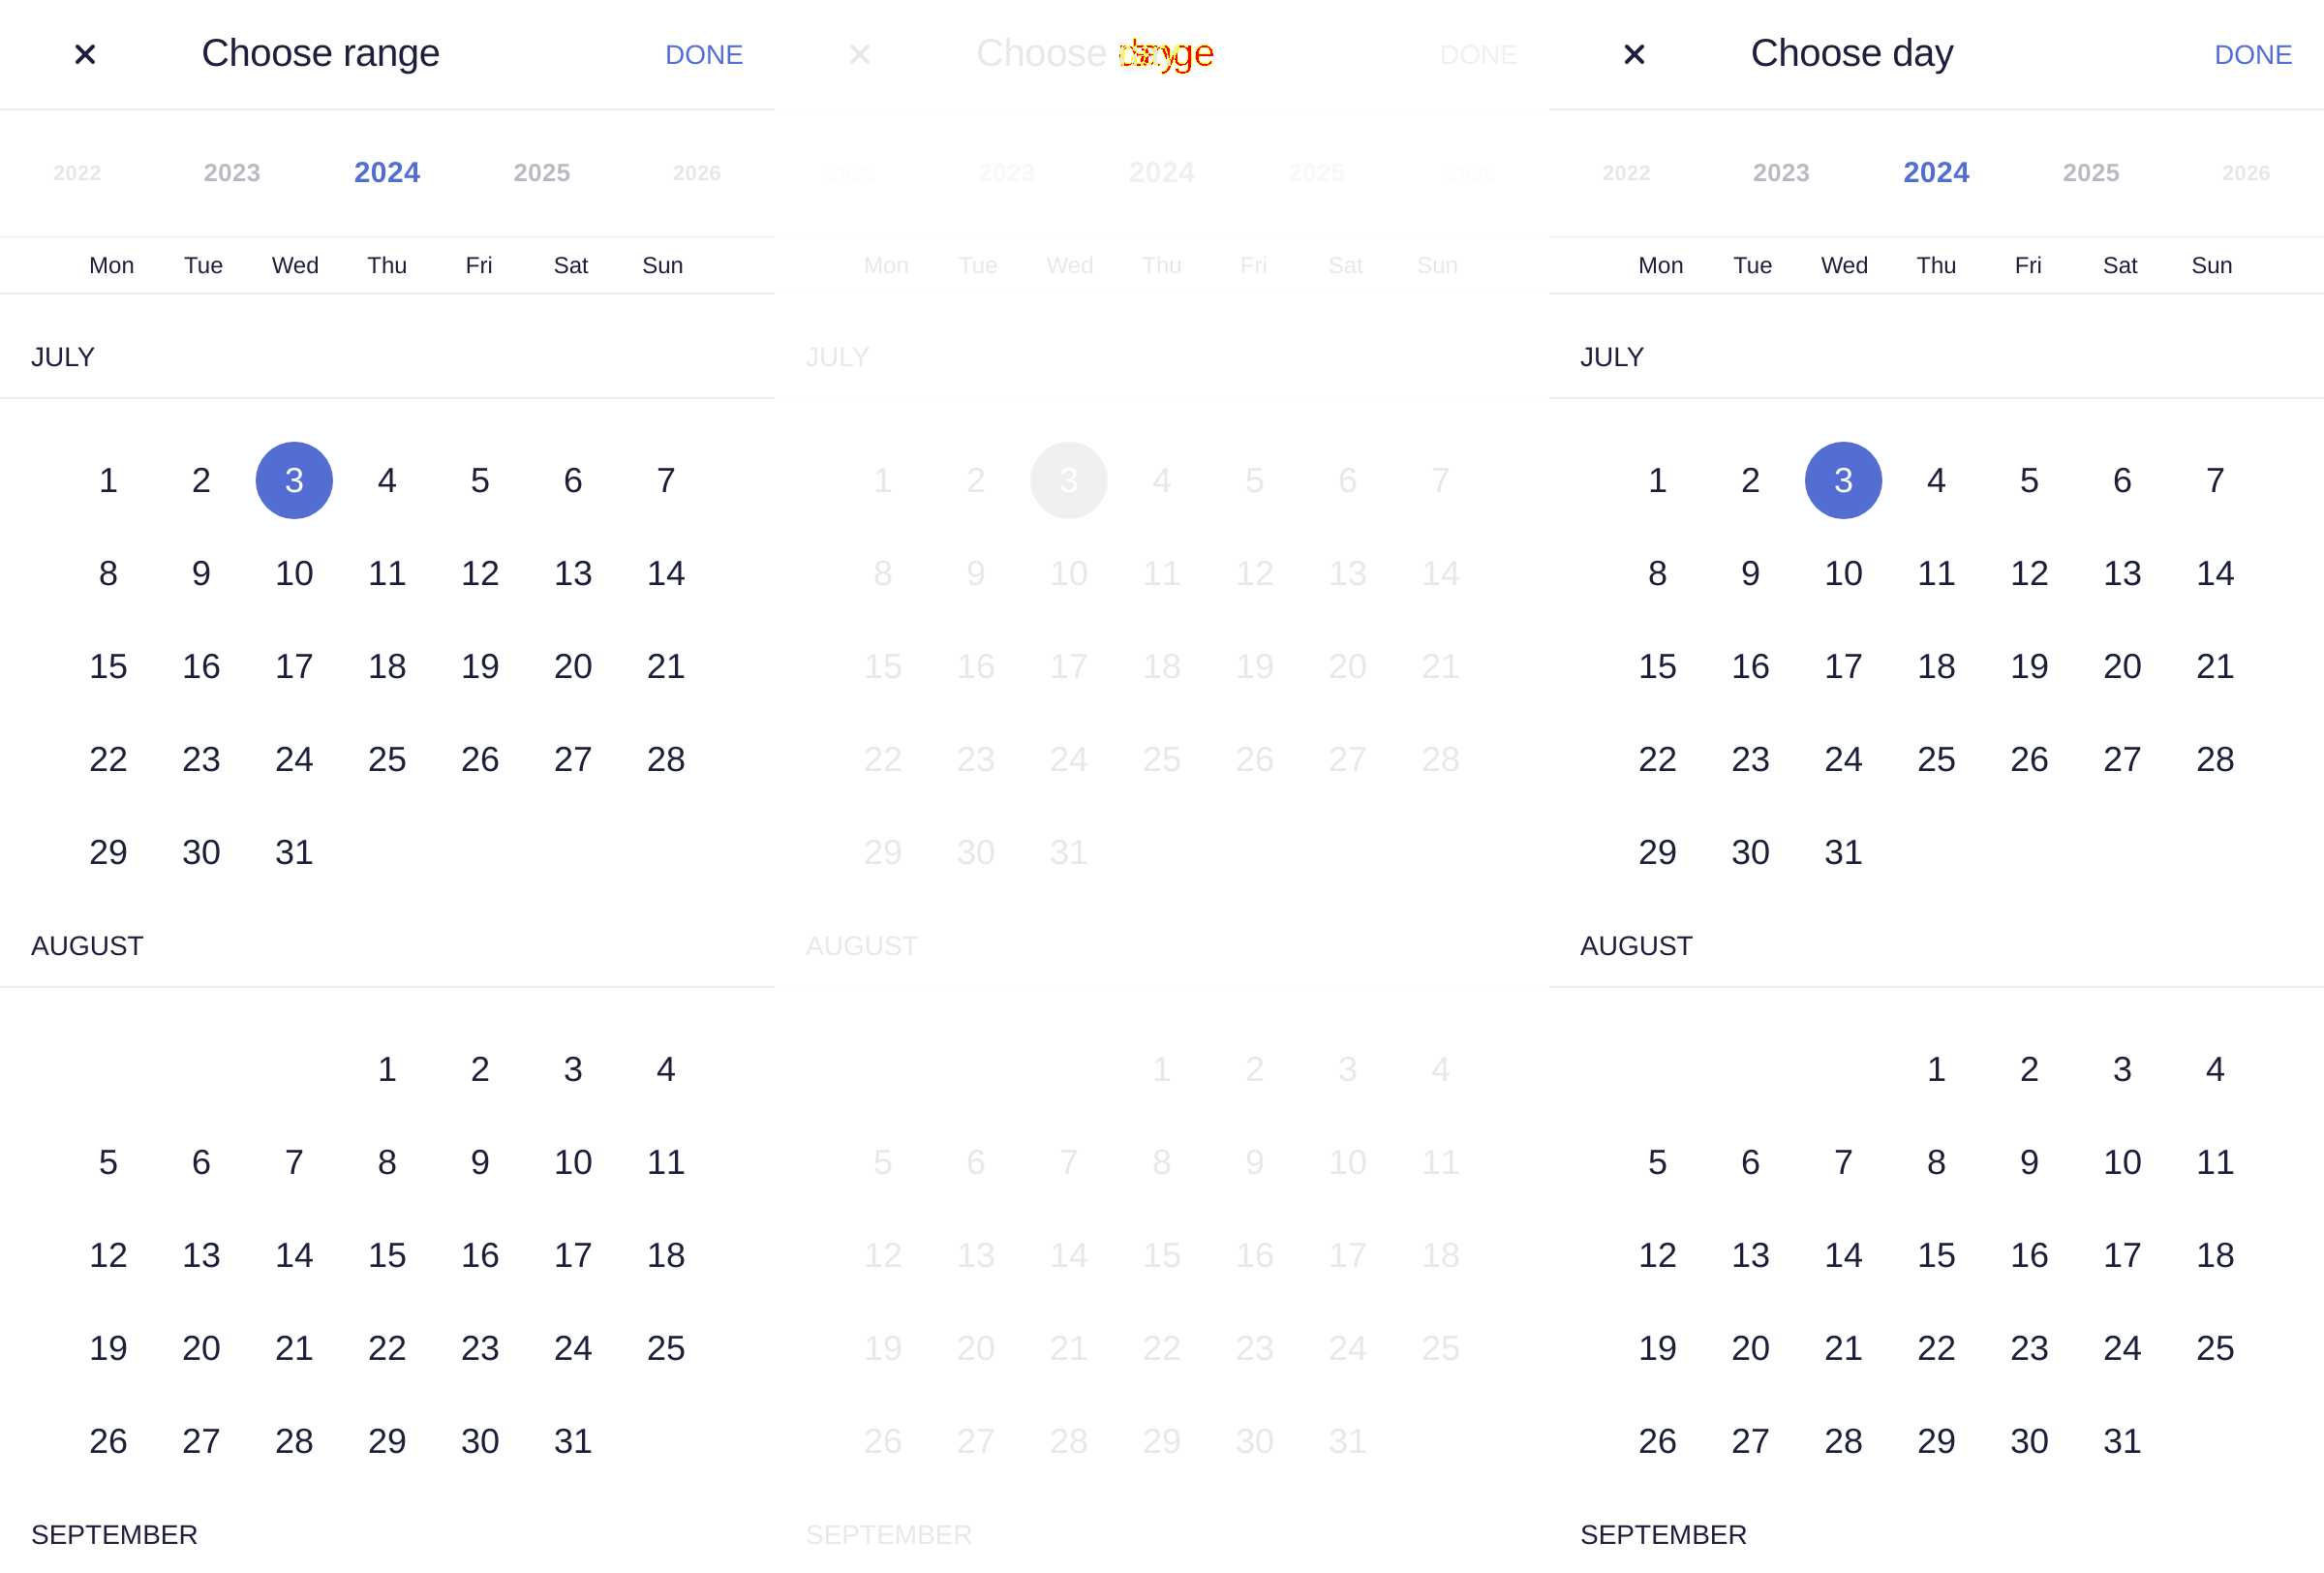 × Choose range DONE
2022 2023 2024 2025 2026
Mon Tue Wed Thu Fri Sat Sun
JULY
1 2 3 4 5 6 7
8 9 10 11 12 13 14
15 16 17 18 19 20 21
22 23 24 25 26 27 28
29 30 31
AUGUST
1 2 3 4
5 6 7 8 9 10 11
12 13 14 15 16 17 18
19 20 21 22 23 24 25
26 27 28 29 30 31
SEPTEMBER
× Choose DONE
2022 2023 2024 2025 2026
Mon Tue Wed Thu Fri Sat Sun
JULY
1 2 3 4 5 6 7
8 9 10 11 12 13 14
15 16 17 18 19 20 21
22 23 24 25 26 27 28
29 30 31
AUGUST
1 2 3 4
5 6 7 8 9 10 11
12 13 14 15 16 17 18
19 20 21 22 23 24 25
26 27 28 29 30 31
SEPTEMBER
× Choose day DONE
2022 2023 2024 2025 2026
Mon Tue Wed Thu Fri Sat Sun
JULY
1 2 3 4 5 6 7
8 9 10 11 12 13 14
15 16 17 18 19 20 21
22 23 24 25 26 27 28
29 30 31
AUGUST
1 2 3 4
5 6 7 8 9 10 11
12 13 14 15 16 17 18
19 20 21 22 23 24 25
26 27 28 29 30 31
SEPTEMBER